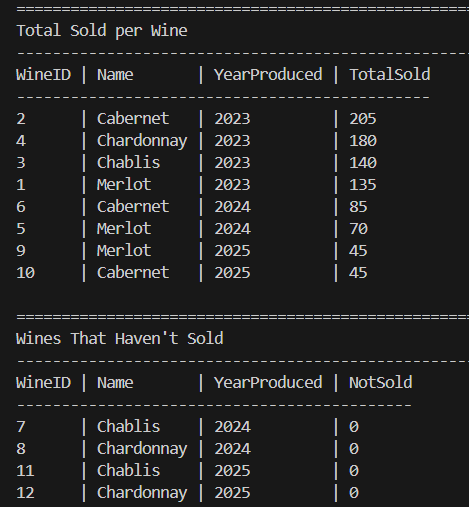 ====================================================
Total Sold per Wine
----------------------------------------------------
WineID | Name       | YearProduced | TotalSold
----------------------------------------------
2      | Cabernet   | 2023         | 205
4      | Chardonnay | 2023         | 180
3      | Chablis    | 2023         | 140
1      | Merlot     | 2023         | 135
6      | Cabernet   | 2024         | 85
5      | Merlot     | 2024         | 70
9      | Merlot     | 2025         | 45
10     | Cabernet   | 2025         | 45
====================================================
Wines That Haven't Sold
----------------------------------------------------
WineID | Name       | YearProduced | NotSold
--------------------------------------------
7      | Chablis    | 2024         | 0
8      | Chardonnay | 2024         | 0
11     | Chablis    | 2025         | 0
12     | Chardonnay | 2025         | 0